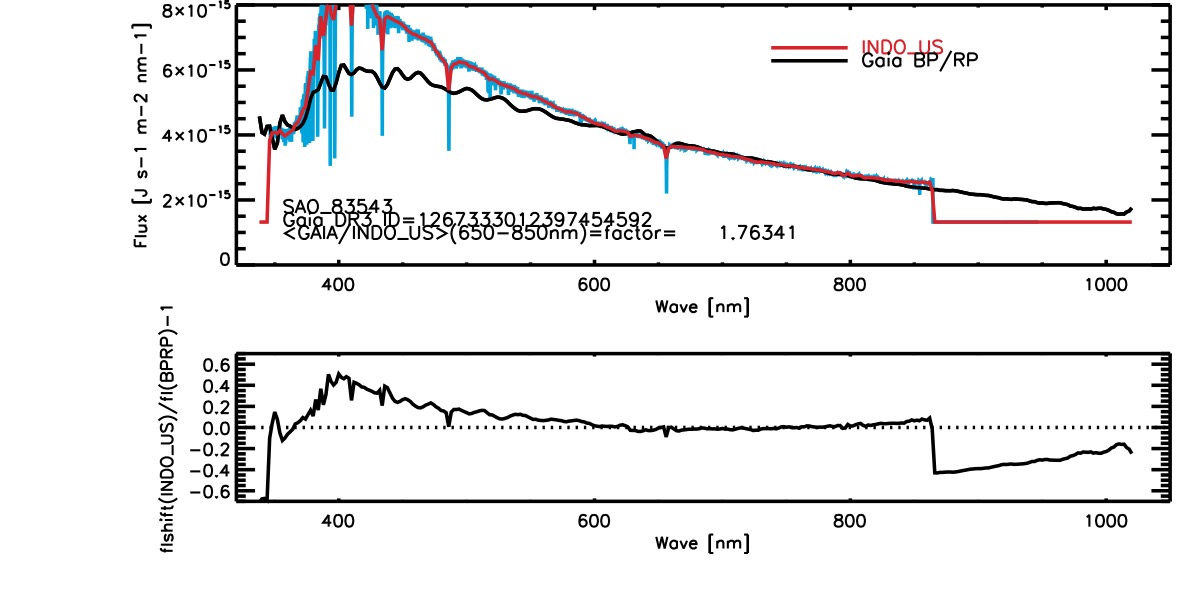 8×10⁻¹⁵
6×10⁻¹⁵
4×10⁻¹⁵
2×10⁻¹⁵
0
Flux [J s−1 m−2 nm−1]
INDO_US
Gaia BP/RP
SAO_83543
Gaia DR3 ID=1267333012397454592
<GAIA/INDO_US>(650−850nm)=factor= 1.76341
400 600 800 1000
Wave [nm]
flshift(INDO_US)/fl(BPRP)−1
0.6
0.4
0.2
0.0
−0.2
−0.4
−0.6
400 600 800 1000
Wave [nm]